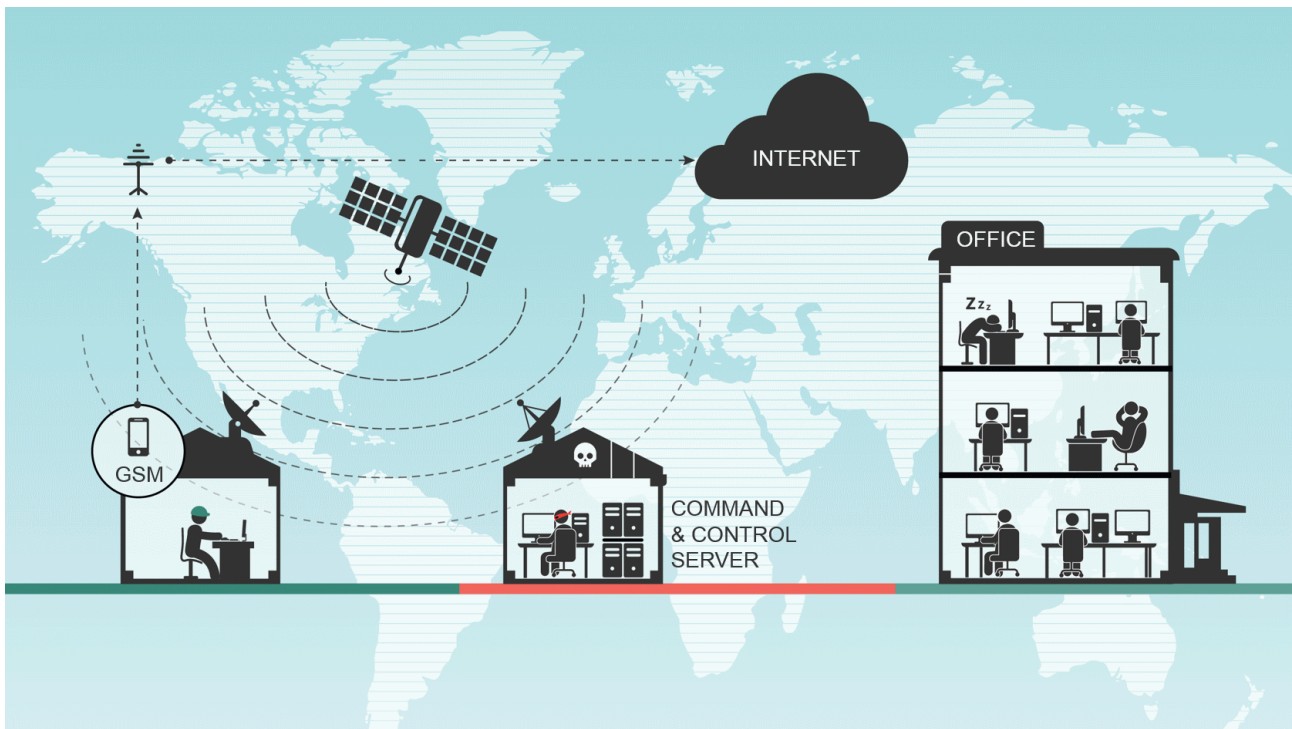 INTERNET
OFFICE
Zzz
GSM
COMMAND
& CONTROL
SERVER